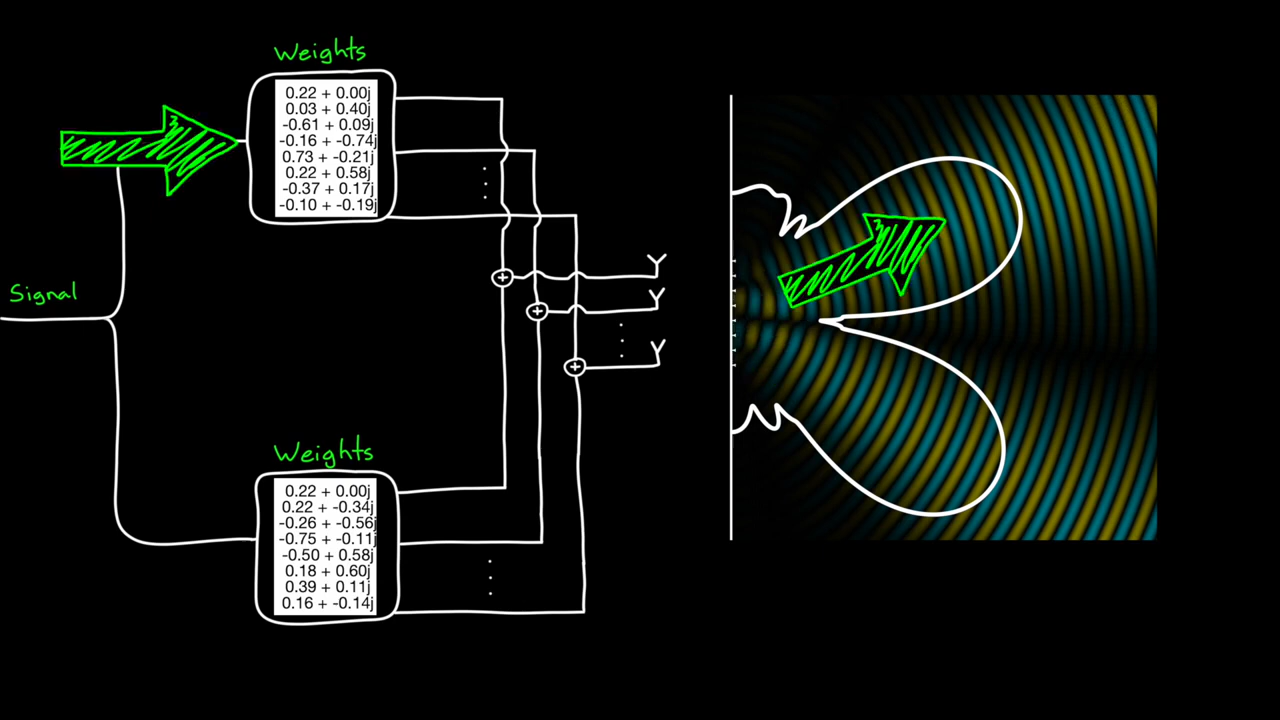 Weights
0.22 + 0.00j
0.03 + 0.40j
-0.61 + 0.09j
-0.16 + -0.74j
0.73 + -0.21j
0.22 + 0.58j
-0.37 + 0.17j
-0.10 + -0.19j
Signal
Weights
0.22 + 0.00j
0.22 + -0.34j
-0.26 + -0.56j
-0.75 + -0.11j
-0.50 + 0.58j
0.18 + 0.60j
0.39 + 0.11j
0.16 + -0.14j